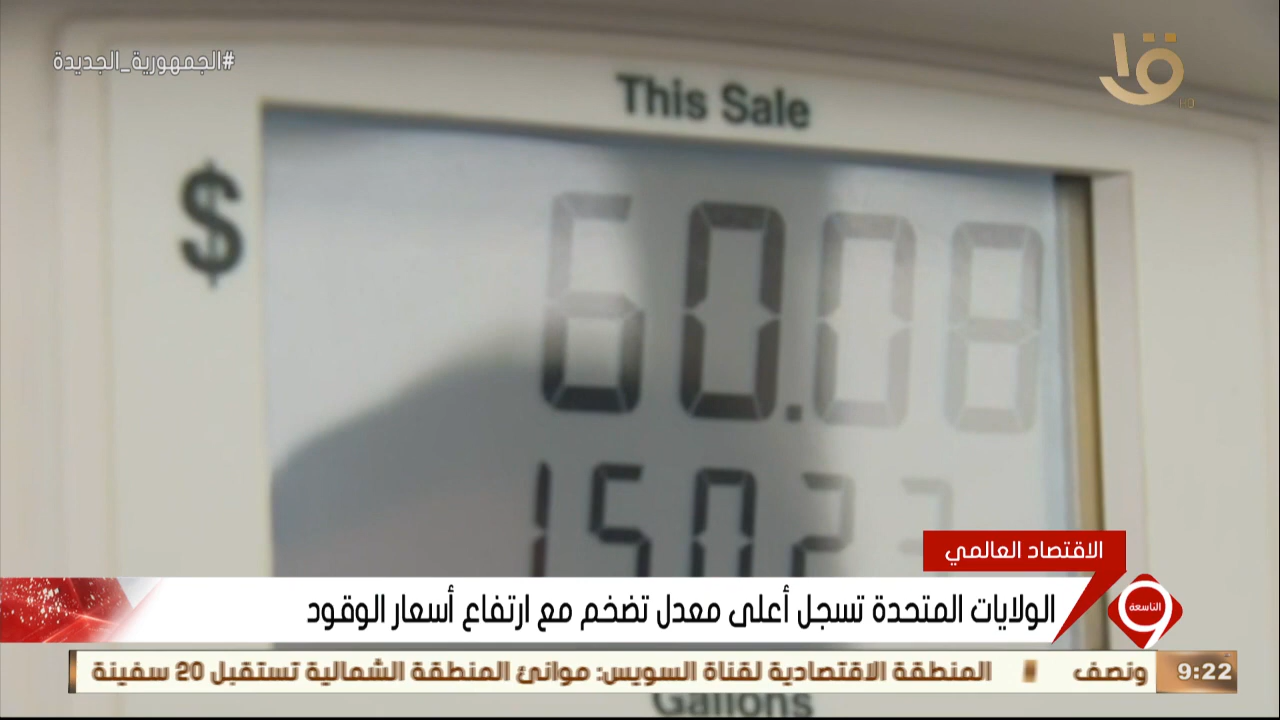 #الجمهورية_الجديدة
This Sale
$
60.08
الاقتصاد العالمي
التاسعة
الولايات المتحدة تسجل أعلى معدل تضخم مع ارتفاع أسعار الوقود
9:22
ونصف
المنطقة الاقتصادية لقناة السويس: موانئ المنطقة الشمالية تستقبل 20 سفينة
Gallons